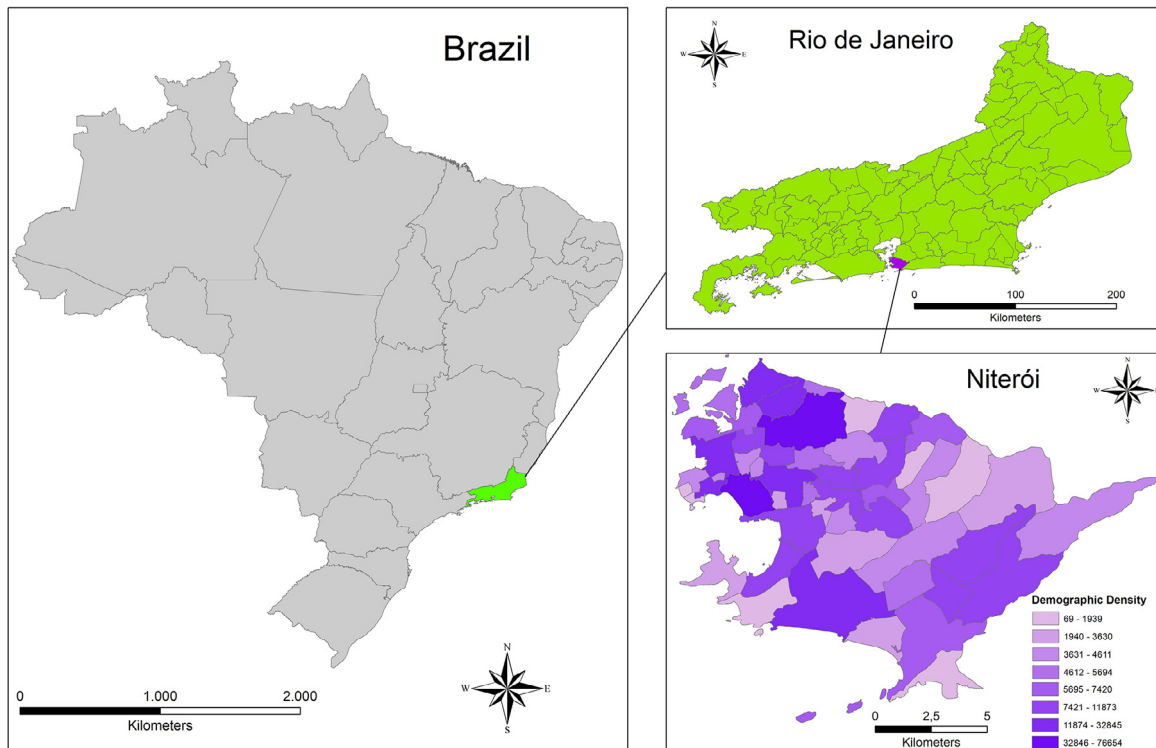 Brazil
N
W E
S
0 1.000 2.000
Kilometers
Rio de Janeiro
N
W E
S
0 100 200
Kilometers
Niterói
N
W E
S
Demographic Density
69 - 1939
1940 - 3630
3631 - 4611
4612 - 5694
5695 - 7420
7421 - 11873
11874 - 32845
32846 - 76654
0 2,5 5
Kilometers